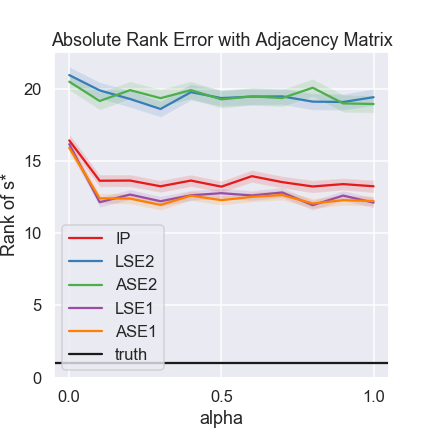 Absolute Rank Error with Adjacency Matrix
Rank of s*
20
15
10
5
0
IP
LSE2
ASE2
LSE1
ASE1
truth
0.0
0.5
1.0
alpha